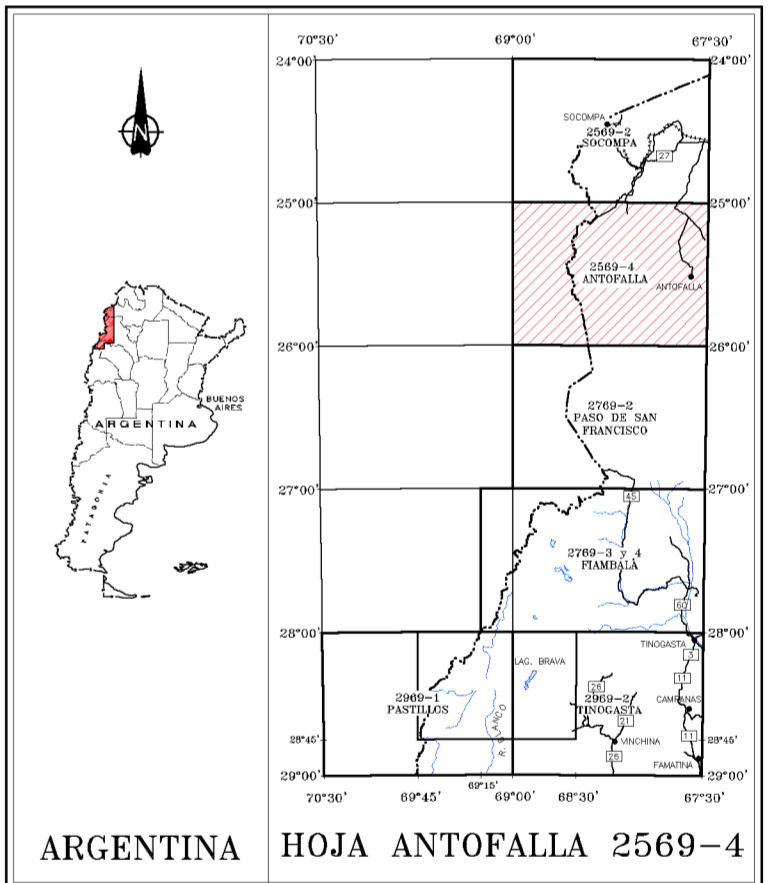 N
BUENOS
AIRES
ARGENTINA
PATAGONIA
ARGENTINA
70°30' 69°00' 67°30'
24°00' 24°00'
SOCOMPA
2569-2
SOCOMPA
27
25°00' 25°00'
2569-4
ANTOFALLA
ANTOFALLA
26°00' 26°00'
2769-2
PASO DE SAN
FRANCISCO
27°00' 27°00'
45
2769-3 y 4
FIAMBALA
60
28°00' 28°00'
TINOGASTA
3
LAG. BRAVA
11
26
2969-1
PASTILLOS
2969-2
TINOGASTA
CAMPANAS
21
R. BLANCO
11
28°45' 28°45'
VINCHINA
26
FAMATINA
29°00' 29°00'
70°30' 69°45' 69°15' 69°00' 68°30' 67°30'
HOJA ANTOFALLA 2569-4